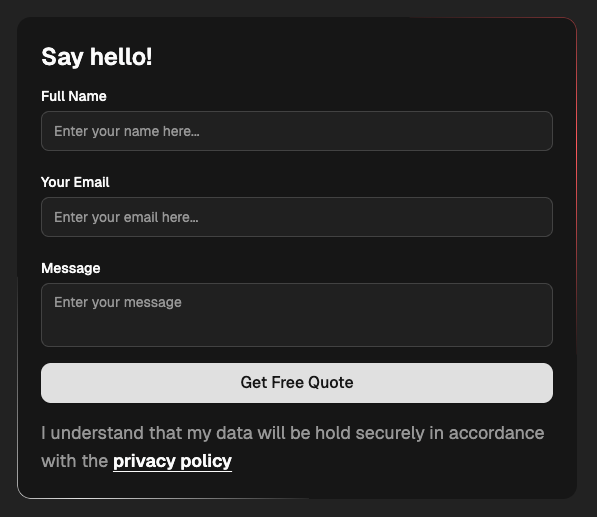 Say hello!
Full Name
Enter your name here...
Your Email
Enter your email here...
Message
Enter your message
Get Free Quote
I understand that my data will be hold securely in accordance
with the privacy policy